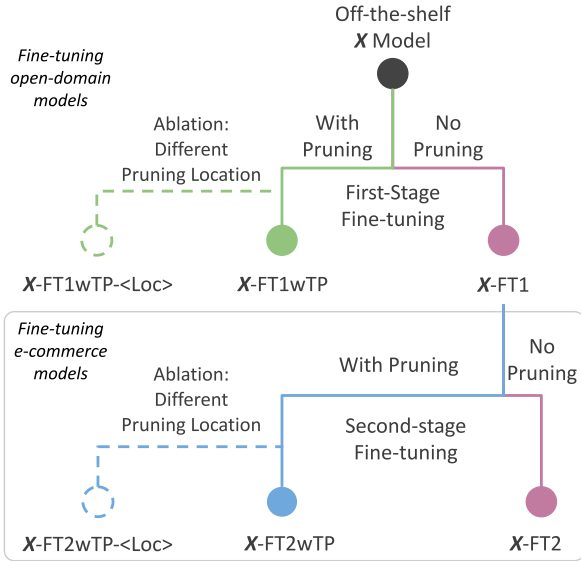 Off-the-shelf
X Model
Fine-tuning
open-domain
models
Ablation:
Different
Pruning Location
With
Pruning
No
Pruning
First-Stage
Fine-tuning
X-FT1wTP-<Loc>
X-FT1wTP
X-FT1
Fine-tuning
e-commerce
models
Ablation:
Different
Pruning Location
With Pruning
No
Pruning
Second-stage
Fine-tuning
X-FT2wTP-<Loc>
X-FT2wTP
X-FT2